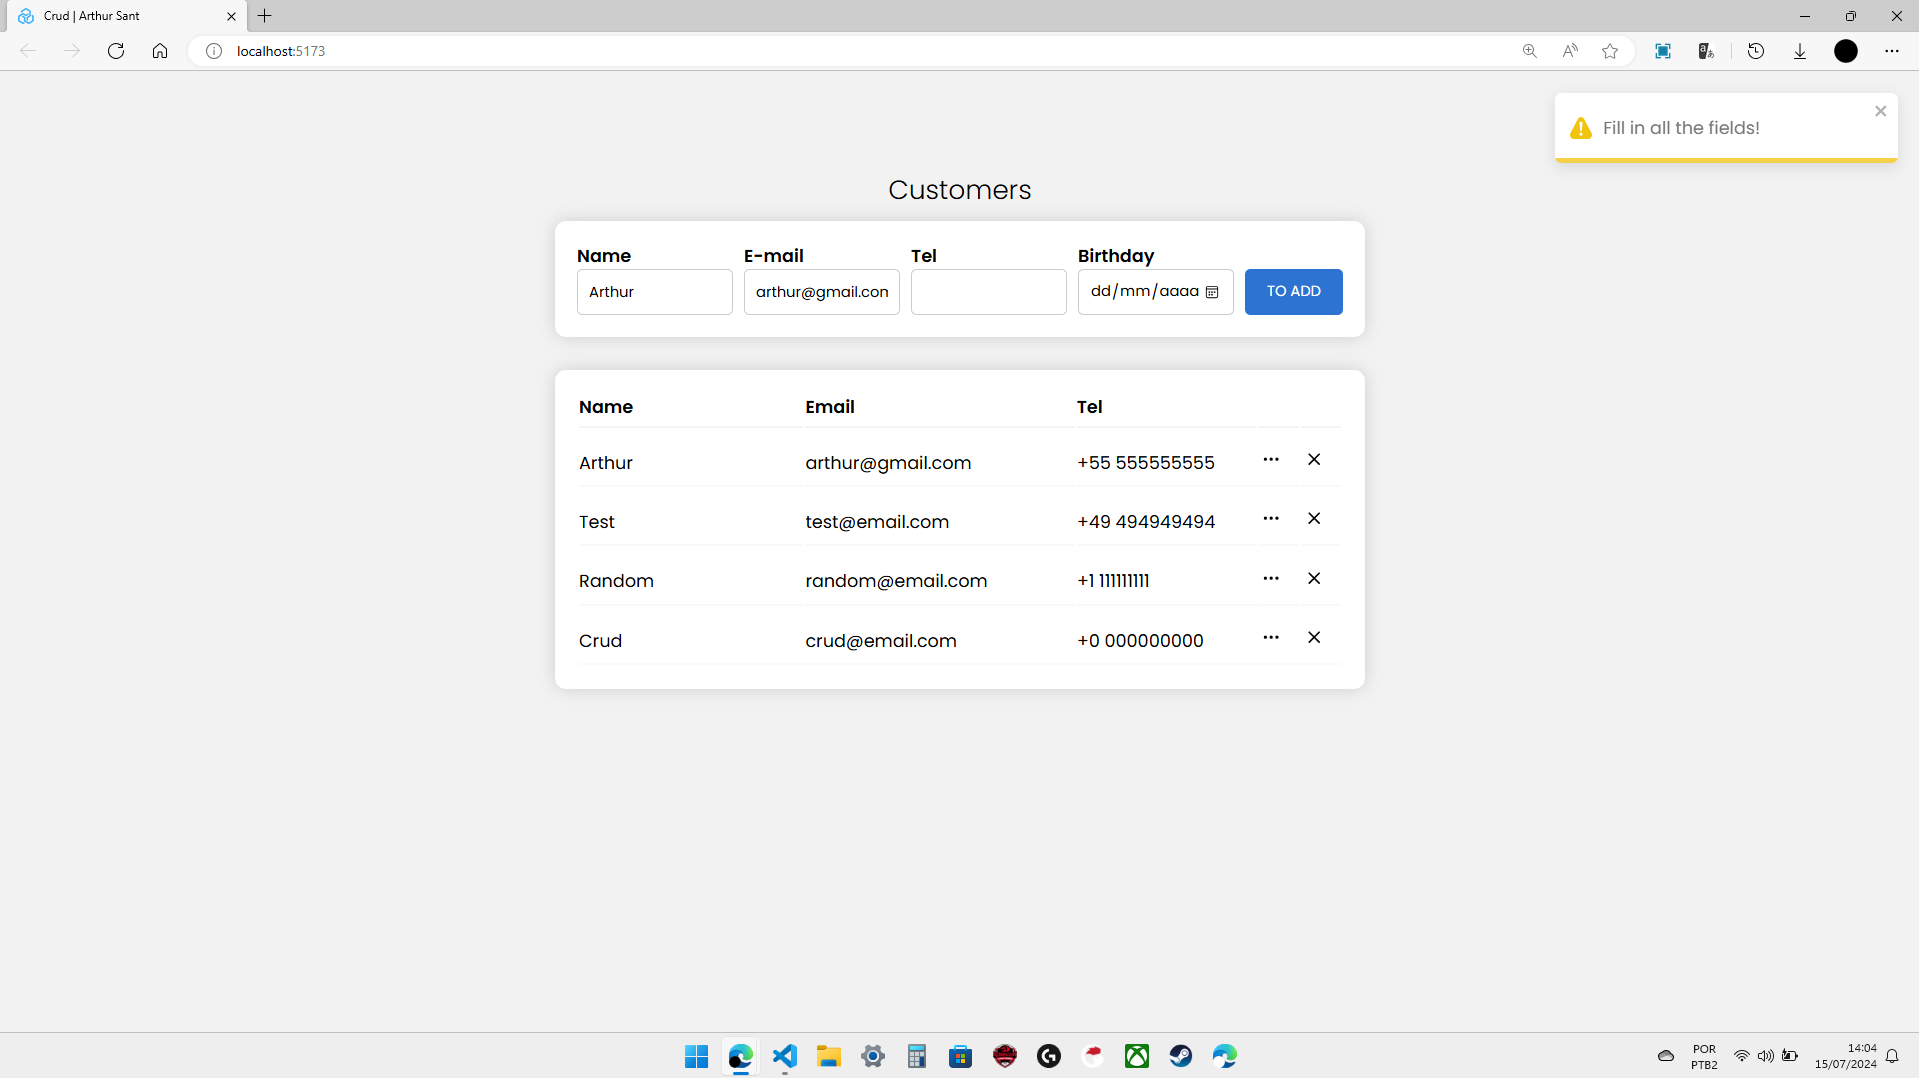 Crud | Arthur Sant
localhost:5173
Fill in all the fields!
Customers
Name E-mail Tel Birthday
Arthur arthur@gmail.con dd/mm/aaaa TO ADD
Name Email Tel
Arthur arthur@gmail.com +55 555555555
Test test@email.com +49 494949494
Random random@email.com +1 111111111
Crud crud@email.com +0 000000000
POR 14:04
PTB2 15/07/2024